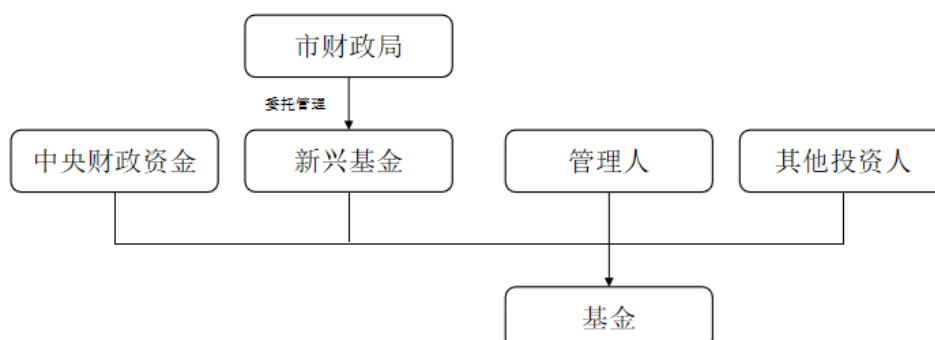 市财政局
委托管理
中央财政资金
新兴基金
管理人
其他投资人
基金